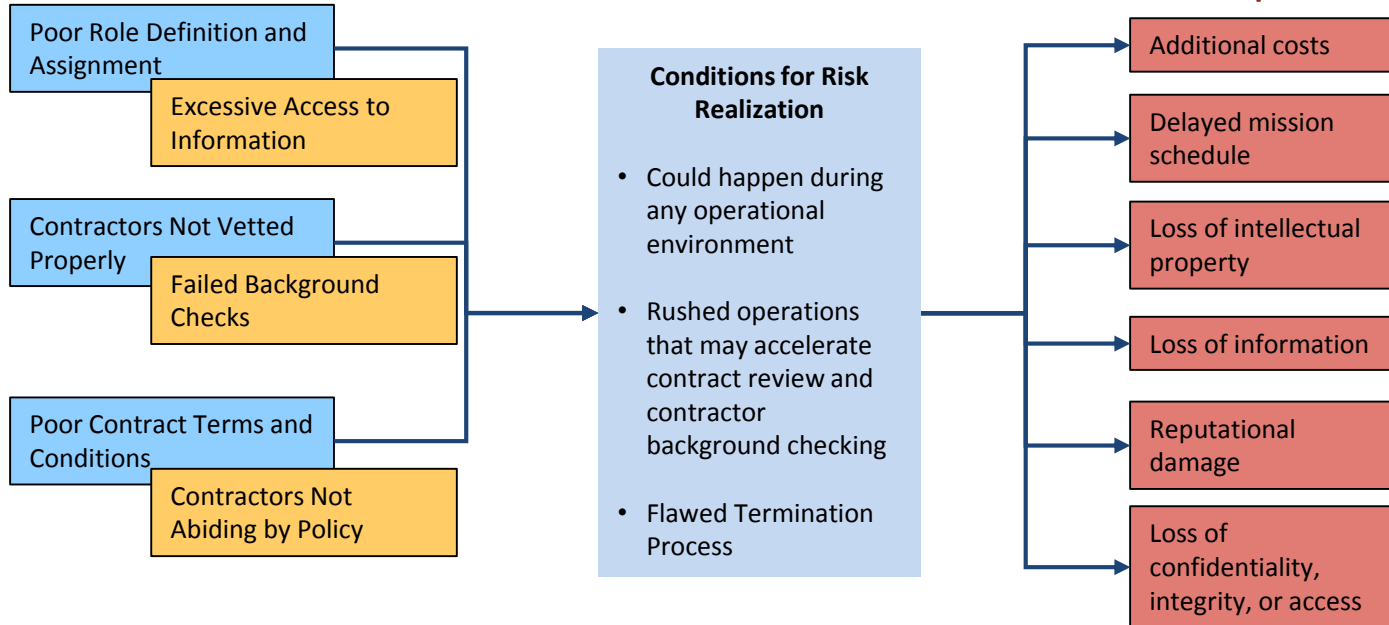 Poor Role Definition and
Assignment
Excessive Access to
Information
Contractors Not Vetted
Properly
Failed Background
Checks
Poor Contract Terms and
Conditions
Contractors Not
Abiding by Policy
Conditions for Risk
Realization
• Could happen during
any operational
environment
• Rushed operations
that may accelerate
contract review and
contractor
background checking
• Flawed Termination
Process
Additional costs
Delayed mission
schedule
Loss of intellectual
property
Loss of information
Reputational
damage
Loss of
confidentiality,
integrity, or access